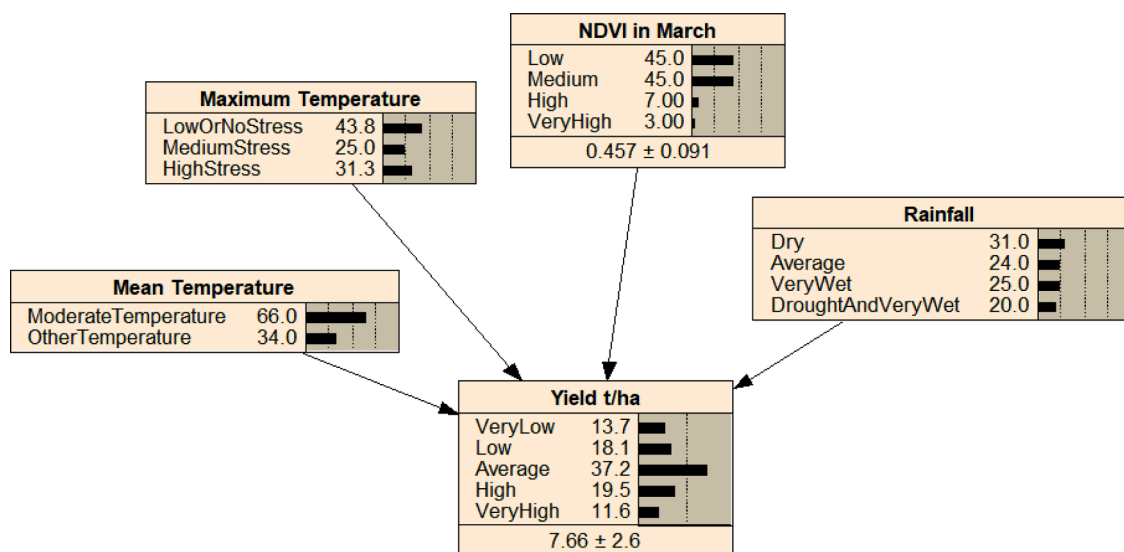 NDVI in March
Low 45.0
Medium 45.0
High 7.00
VeryHigh 3.00
0.457 ± 0.091
Maximum Temperature
LowOrNoStress 43.8
MediumStress 25.0
HighStress 31.3
Rainfall
Dry 31.0
Average 24.0
VeryWet 25.0
DroughtAndVeryWet 20.0
Mean Temperature
ModerateTemperature 66.0
OtherTemperature 34.0
Yield t/ha
VeryLow 13.7
Low 18.1
Average 37.2
High 19.5
VeryHigh 11.6
7.66 ± 2.6